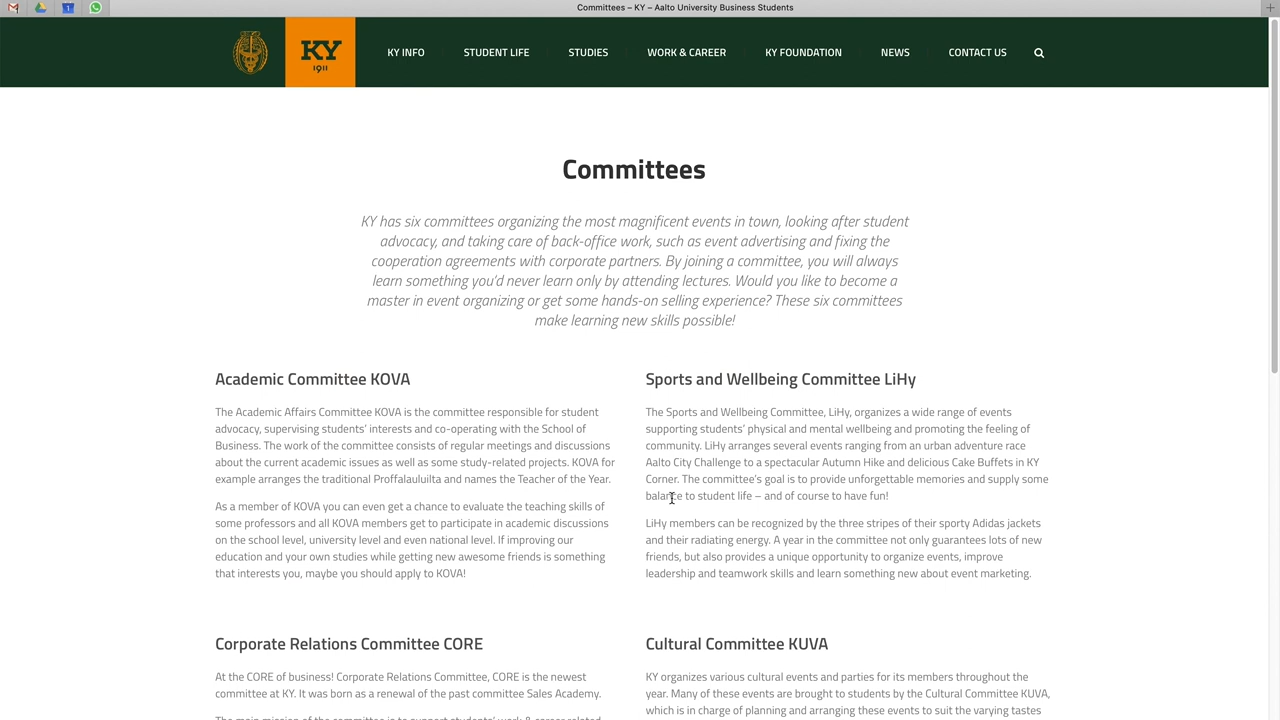 Committees – KY – Aalto University Business Students
KY
1911
KY INFO
STUDENT LIFE
STUDIES
WORK & CAREER
KY FOUNDATION
NEWS
CONTACT US
Committees
KY has six committees organizing the most magnificent events in town, looking after student
advocacy, and taking care of back-office work, such as event advertising and fixing the
cooperation agreements with corporate partners. By joining a committee, you will always
learn something you’d never learn only by attending lectures. Would you like to become a
master in event organizing or get some hands-on selling experience? These six committees
make learning new skills possible!
Academic Committee KOVA
The Academic Affairs Committee KOVA is the committee responsible for student
advocacy, supervising students’ interests and co-operating with the School of
Business. The work of the committee consists of regular meetings and discussions
about the current academic issues as well as some study-related projects. KOVA for
example arranges the traditional Proffalauluilta and names the Teacher of the Year.
As a member of KOVA you can even get a chance to evaluate the teaching skills of
some professors and all KOVA members get to participate in academic discussions
on the school level, university level and even national level. If improving our
education and your own studies while getting new awesome friends is something
that interests you, maybe you should apply to KOVA!
Sports and Wellbeing Committee LiHy
The Sports and Wellbeing Committee, LiHy, organizes a wide range of events
supporting students’ physical and mental wellbeing and promoting the feeling of
community. LiHy arranges several events ranging from an urban adventure race
Aalto City Challenge to a spectacular Autumn Hike and delicious Cake Buffets in KY
Corner. The committee’s goal is to provide unforgettable memories and supply some
balance to student life – and of course to have fun!
LiHy members can be recognized by the three stripes of their sporty Adidas jackets
and their radiating energy. A year in the committee not only guarantees lots of new
friends, but also provides a unique opportunity to organize events, improve
leadership and teamwork skills and learn something new about event marketing.
Corporate Relations Committee CORE
At the CORE of business! Corporate Relations Committee, CORE is the newest
committee at KY. It was born as a renewal of the past committee Sales Academy.
The main mission of the committee is to support students’ work & career related
Cultural Committee KUVA
KY organizes various cultural events and parties for its members throughout the
year. Many of these events are brought to students by the Cultural Committee KUVA,
which is in charge of planning and arranging these events to suit the varying tastes